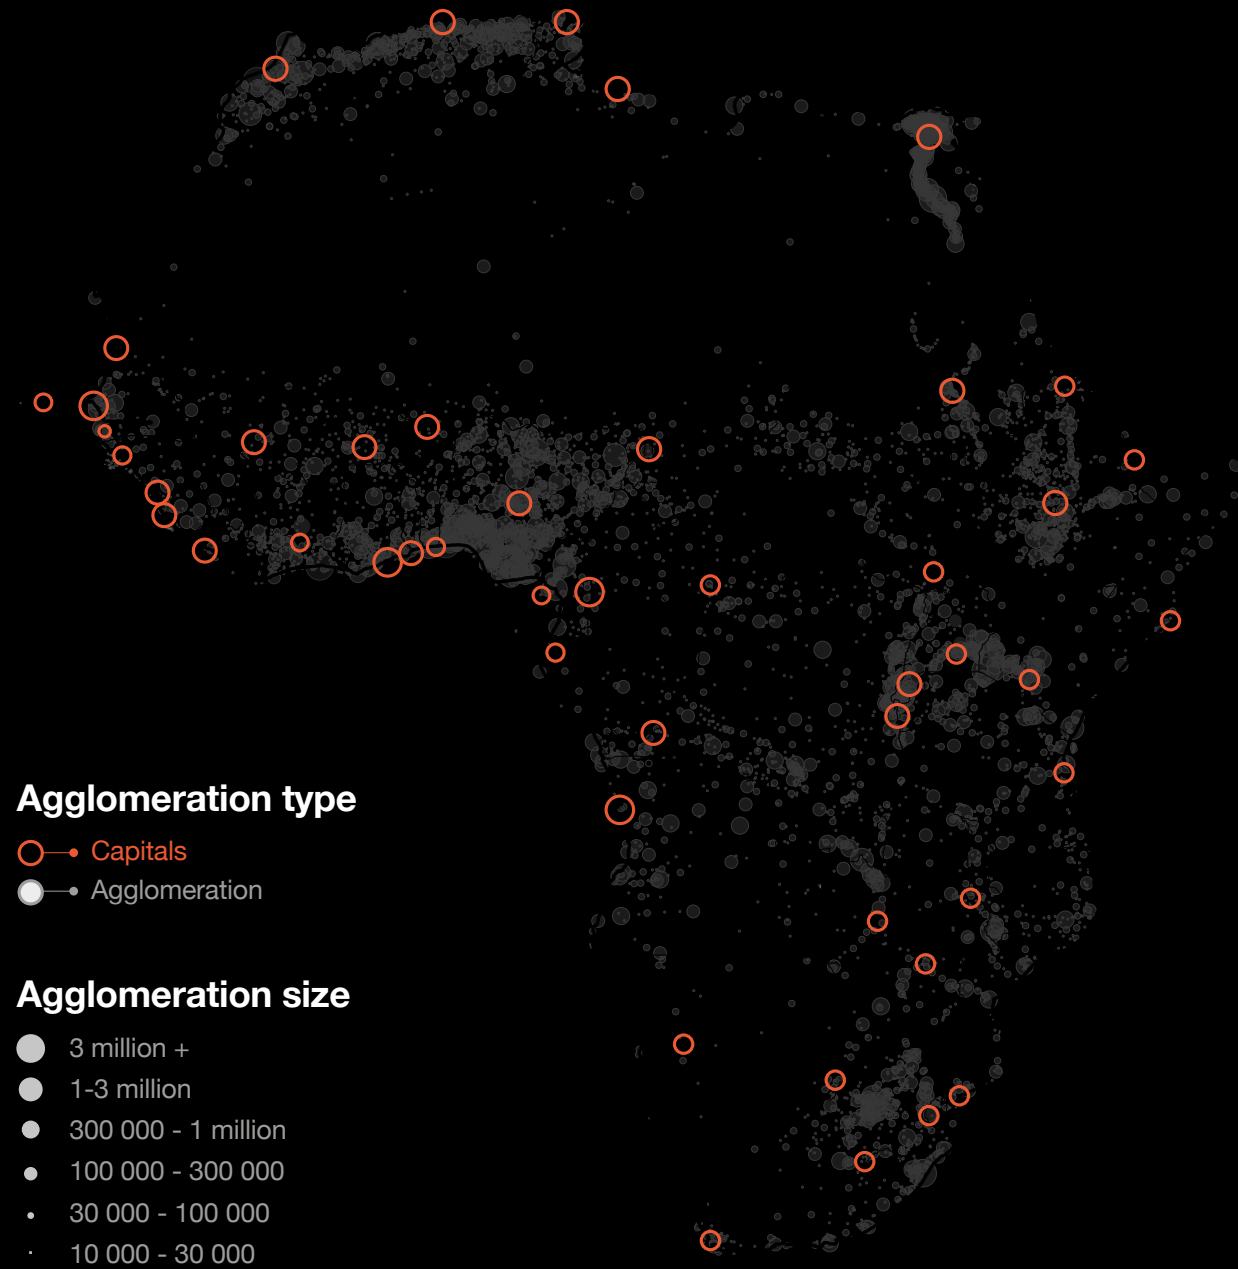 Agglomeration type
Capitals
Agglomeration
Agglomeration size
3 million +
1-3 million
300 000 - 1 million
100 000 - 300 000
30 000 - 100 000
10 000 - 30 000